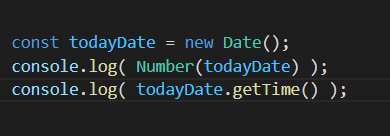 const todayDate = new Date();
console.log( Number(todayDate) );
console.log( todayDate.getTime() );